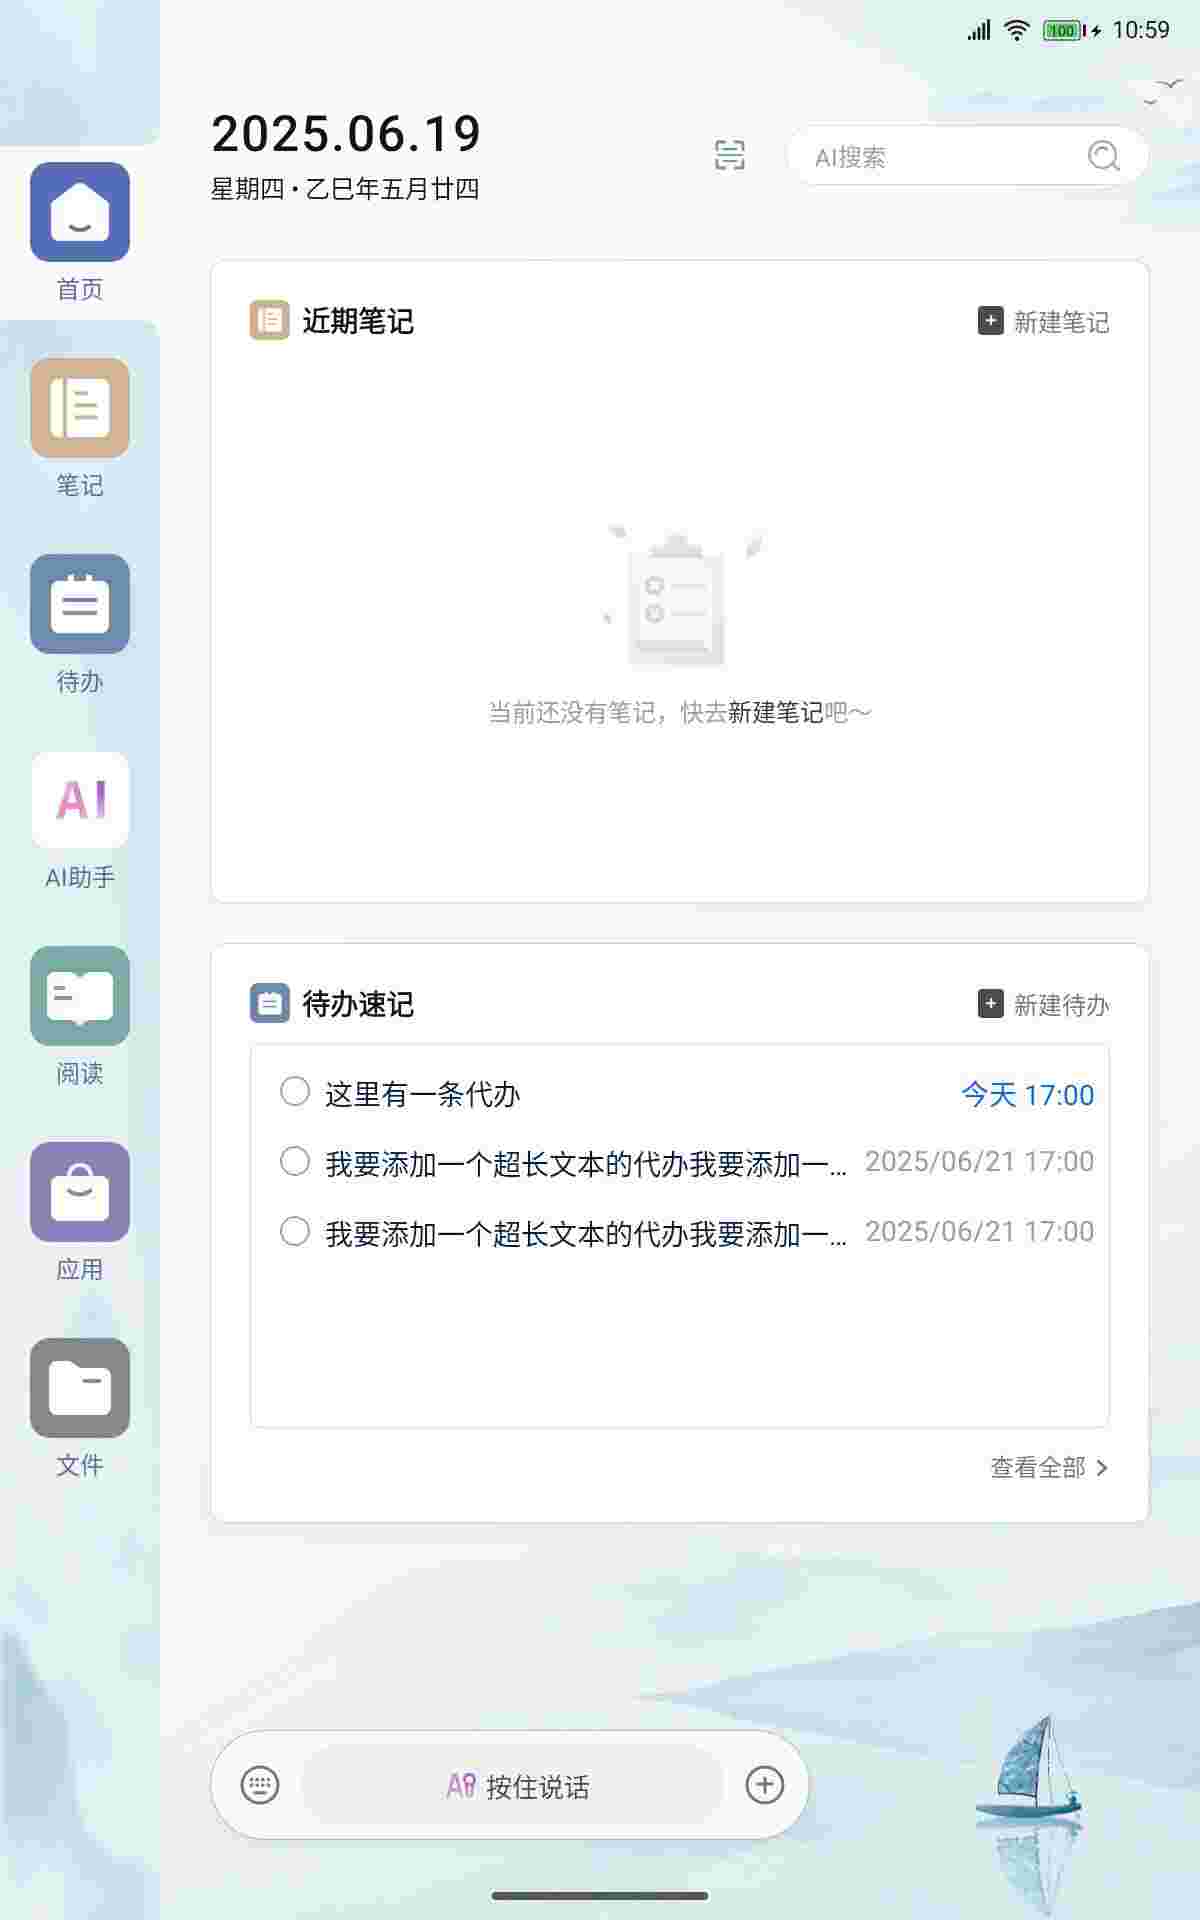 100 10:59
2025.06.19
星期四·乙巳年五月廿四
AI搜索
首页
笔记
待办
AI
AI助手
阅读
应用
文件
近期笔记
新建笔记
当前还没有笔记，快去新建笔记吧～
待办速记
新建待办
这里有一条代办 今天 17:00
我要添加一个超长文本的代办我要添加一... 2025/06/21 17:00
我要添加一个超长文本的代办我要添加一... 2025/06/21 17:00
查看全部
AI 按住说话